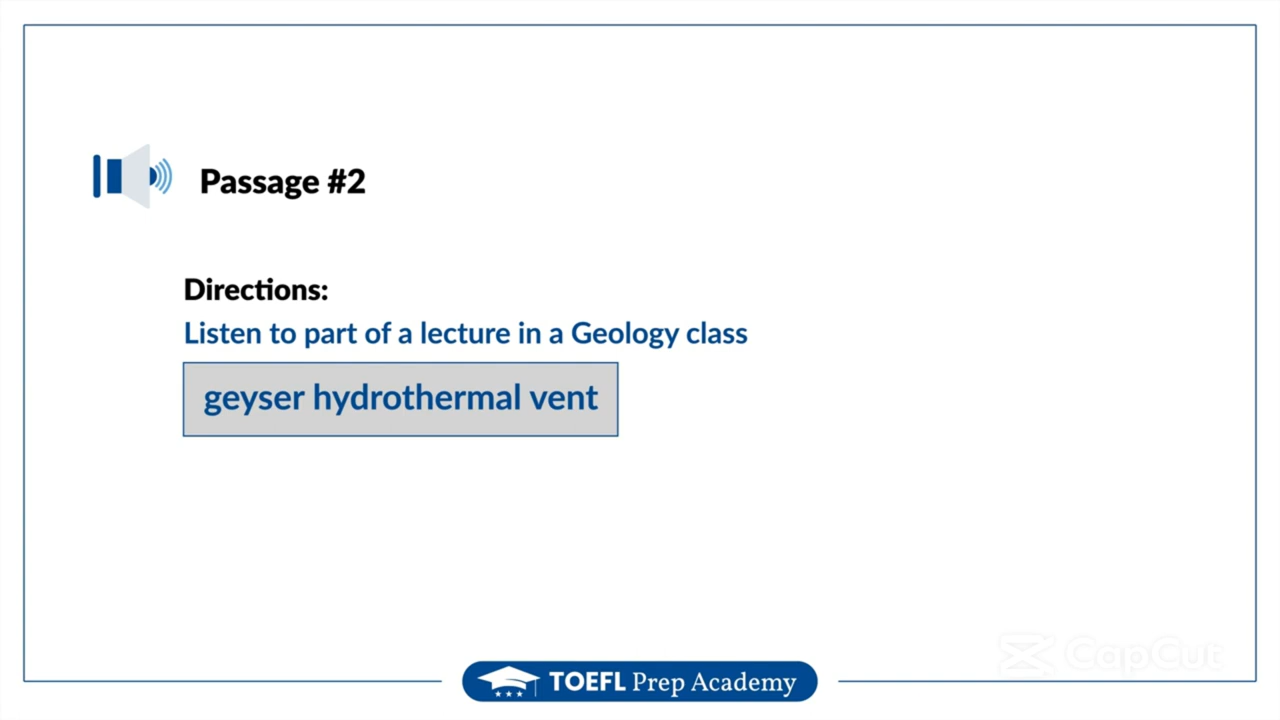 Passage #2
Directions:
Listen to part of a lecture in a Geology class
geyser hydrothermal vent
CapCut
TOEFL Prep Academy